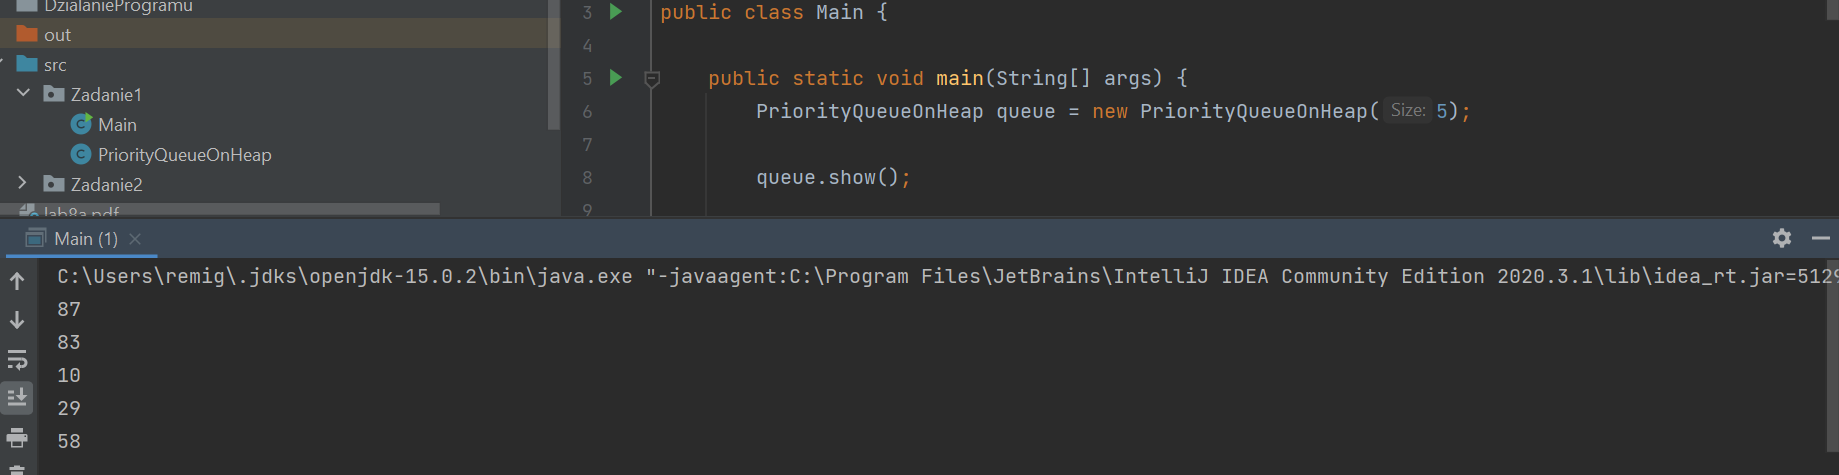 DzialanieProgramu
out
src
Zadanie1
Main
PriorityQueueOnHeap
Zadanie2
lab8a.pdf
3 public class Main {
4
5 public static void main(String[] args) {
6 PriorityQueueOnHeap queue = new PriorityQueueOnHeap( Size: 5);
7
8 queue.show();
9
Main (1)
C:\Users\remig\.jdks\openjdk-15.0.2\bin\java.exe "-javaagent:C:\Program Files\JetBrains\IntelliJ IDEA Community Edition 2020.3.1\lib\idea_rt.jar=5129
87
83
10
29
58